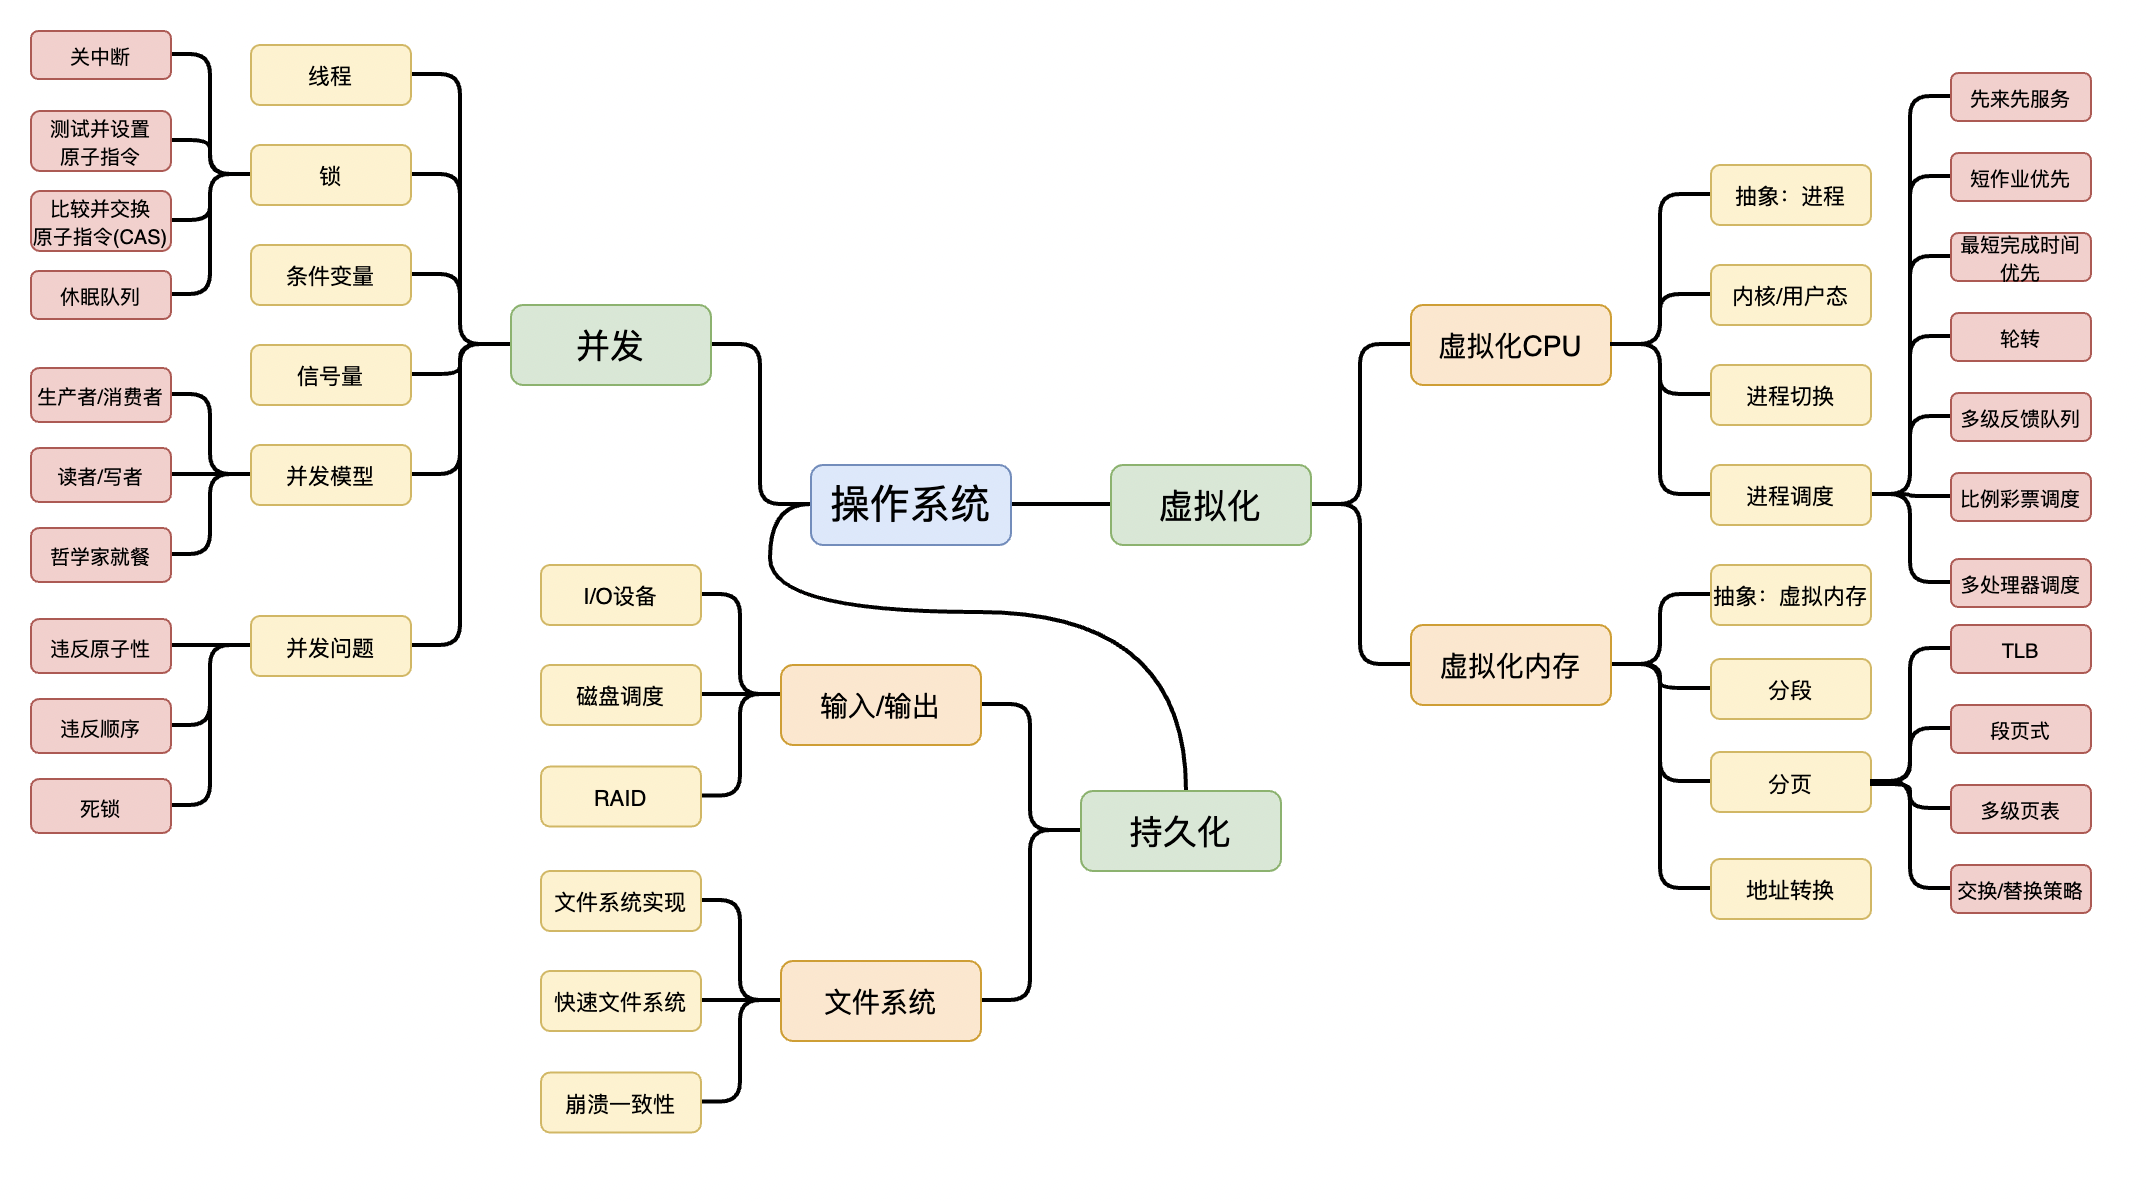 操作系统
并发
线程
锁
关中断
测试并设置
原子指令
比较并交换
原子指令(CAS)
休眠队列
条件变量
信号量
并发模型
生产者/消费者
读者/写者
哲学家就餐
并发问题
违反原子性
违反顺序
死锁
虚拟化
虚拟化CPU
抽象：进程
内核/用户态
进程切换
进程调度
先来先服务
短作业优先
最短完成时间
优先
轮转
多级反馈队列
比例彩票调度
多处理器调度
虚拟化内存
抽象：虚拟内存
分段
分页
TLB
段页式
多级页表
交换/替换策略
地址转换
持久化
输入/输出
I/O设备
磁盘调度
RAID
文件系统
文件系统实现
快速文件系统
崩溃一致性